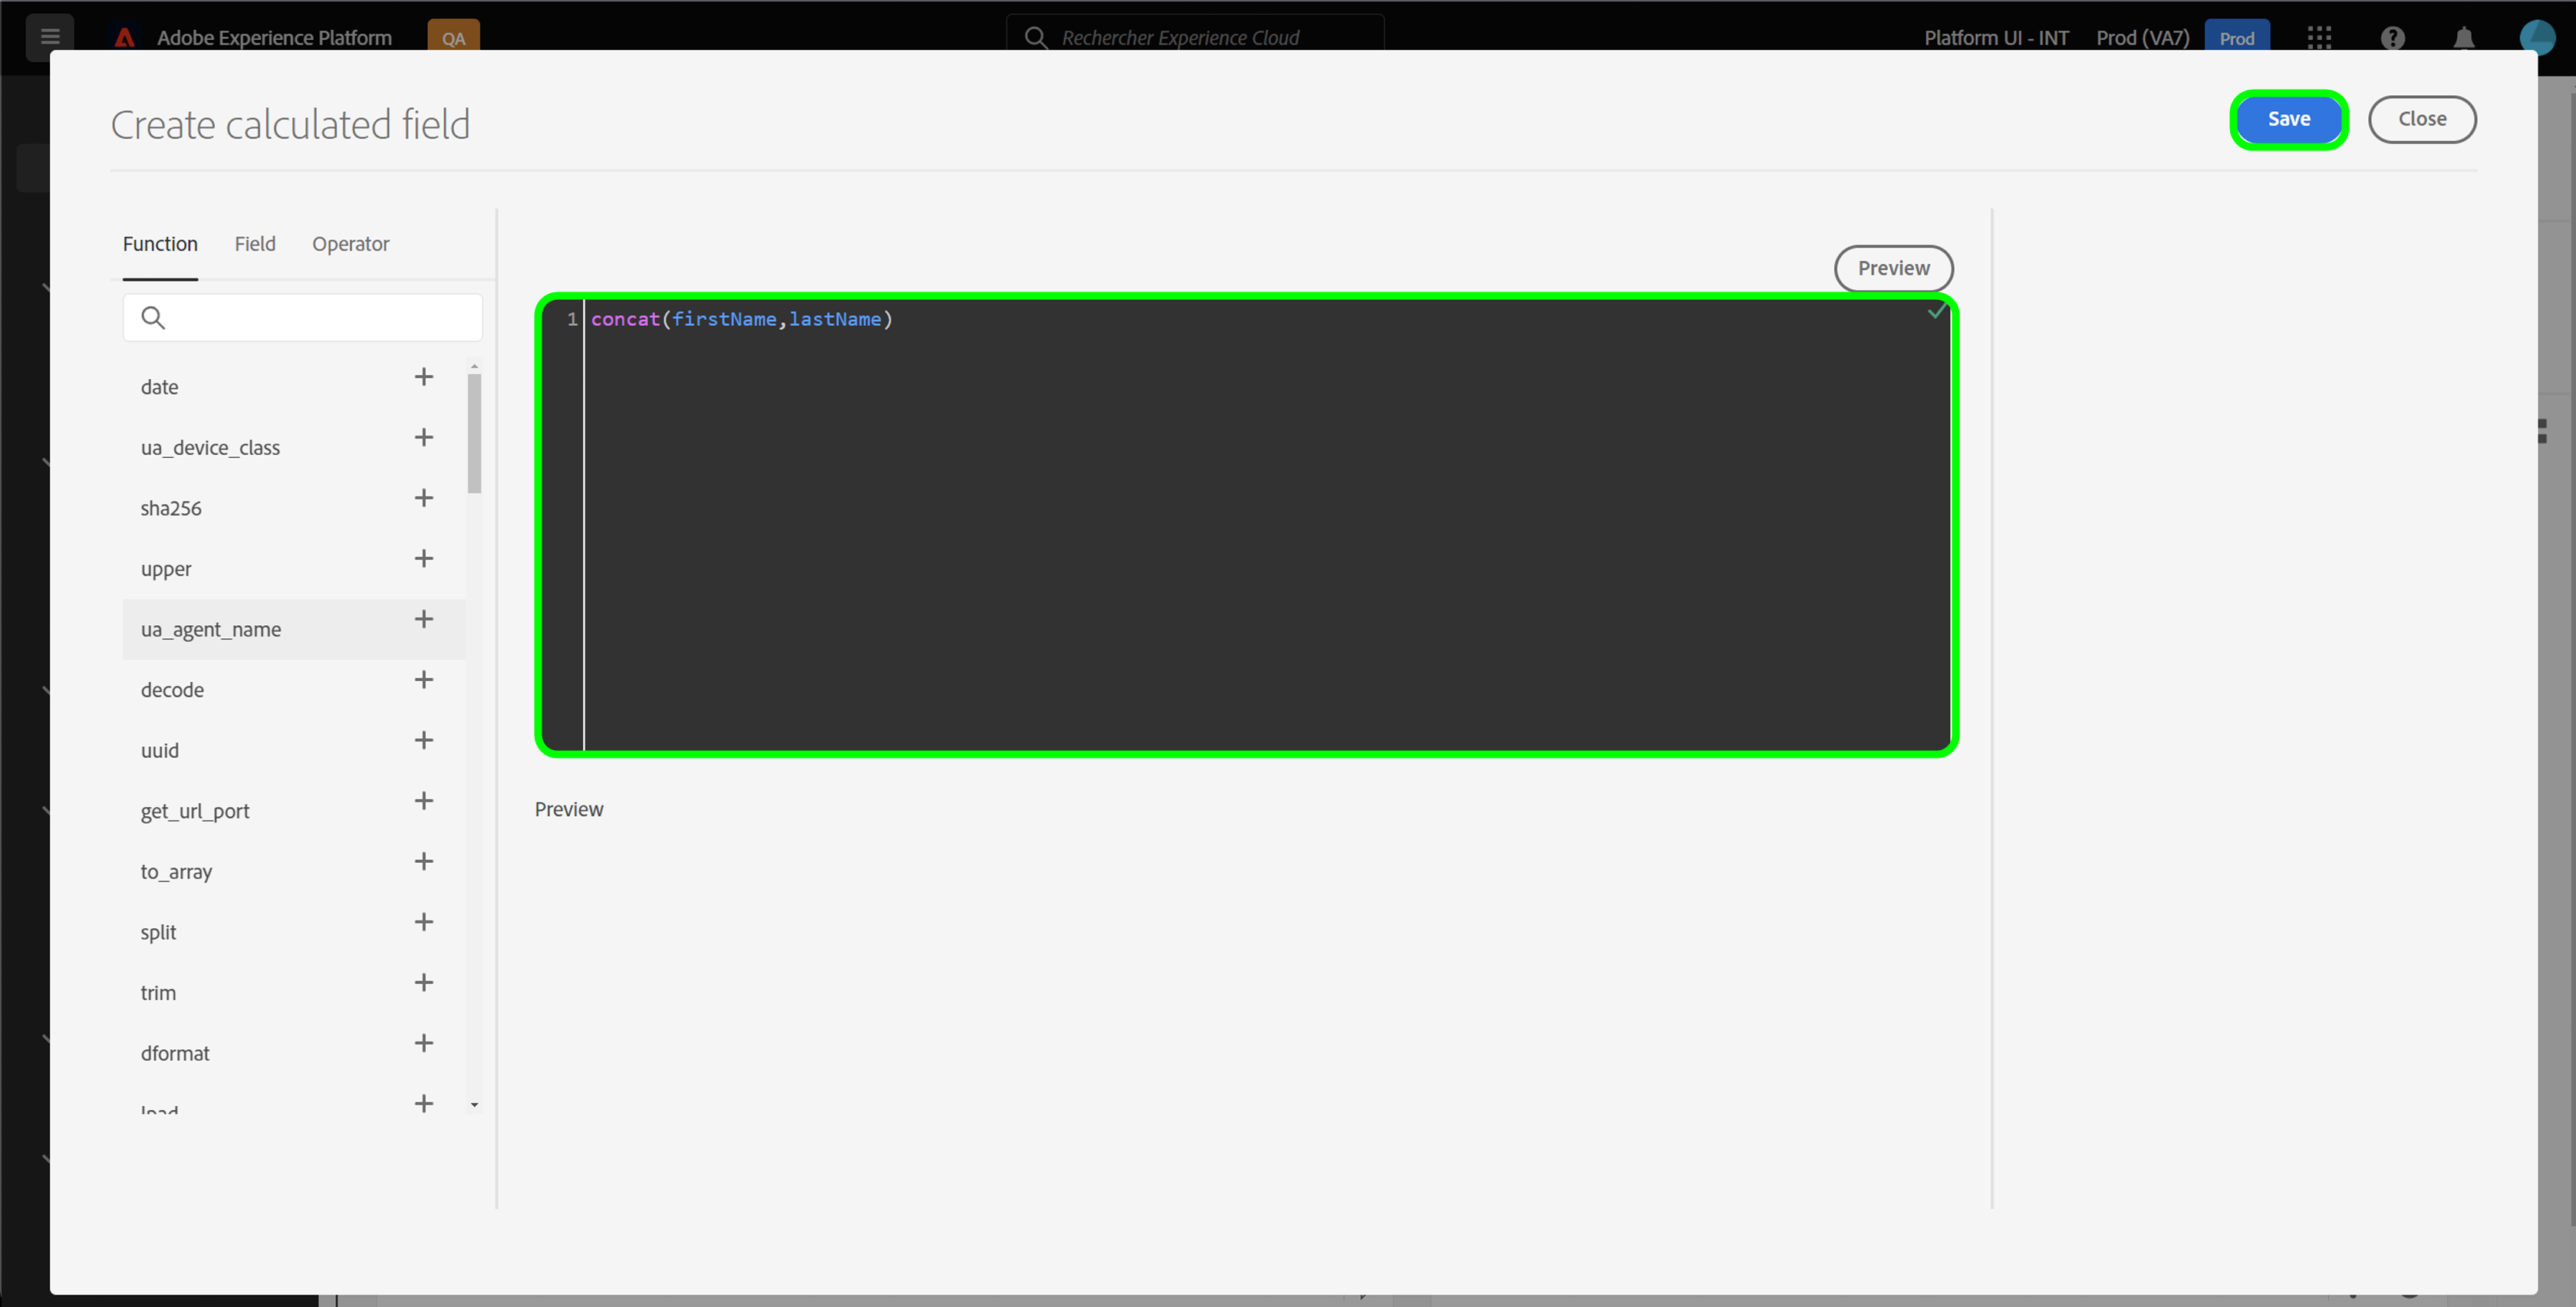 Adobe Experience Platform
QA
Rechercher Experience Cloud
Platform UI - INT
Prod (VA7)
Prod
Create calculated field
Save
Close
Function
Field
Operator
Preview
1 concat(firstName,lastName)
date
ua_device_class
sha256
upper
ua_agent_name
decode
uuid
get_url_port
to_array
split
trim
dformat
lpad
Preview